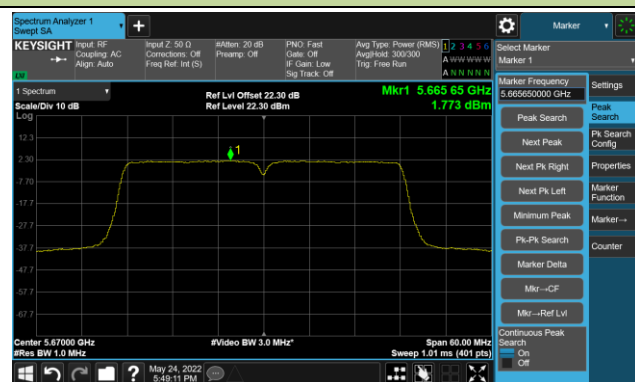 Spectrum Analyzer 1
Swept SA
Marker
KEYSIGHT
Input: RF
Coupling: AC
Align: Auto
Input Z: 50 Ω
Corrections: Off
Freq Ref: Int (S)
#Atten: 20 dB
Preamp: Off
PNO: Fast
Gate: Off
IF Gain: Low
Sig Track: Off
Avg Type: Power (RMS)
Avg|Hold: 300/300
Trig: Free Run
1 2 3 4 5 6
A W W W W W
A N N N N N
LV
Select Marker
Marker 1
1 Spectrum
Scale/Div 10 dB
Log
Ref Lvl Offset 22.30 dB
Ref Level 22.30 dBm
Mkr1 5.665 65 GHz
1.773 dBm
1
12.3
2.30
-7.70
-17.7
-27.7
-37.7
-47.7
-57.7
-67.7
Center 5.67000 GHz
#Res BW 1.0 MHz
#Video BW 3.0 MHz*
Span 60.00 MHz
Sweep 1.01 ms (401 pts)
Marker Frequency
5.665650000 GHz
Peak Search
Next Peak
Next Pk Right
Next Pk Left
Minimum Peak
Pk-Pk Search
Marker Delta
Mkr→CF
Mkr→Ref Lvl
Continuous Peak
Search
On
Off
Settings
Peak
Search
Pk Search
Config
Properties
Marker
Function
Marker→
Counter
May 24, 2022
5:49:11 PM